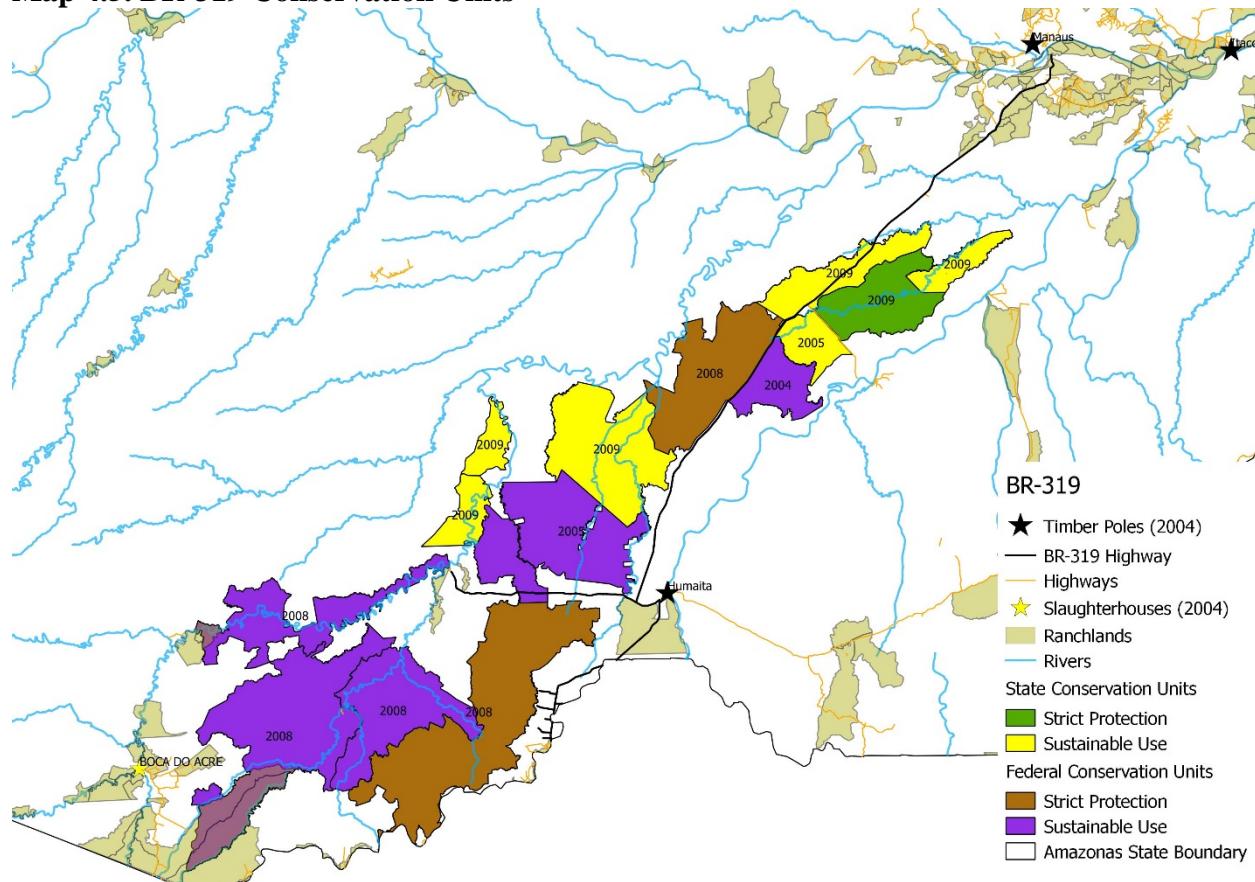 Manaus
Itaco
2009
2009
2009
2005
2008
2004
2009
2009
2009
2005
Humaita
2008
2008
2008
2008
BOCA DO ACRE
BR-319
Timber Poles (2004)
BR-319 Highway
Highways
Slaughterhouses (2004)
Ranchlands
Rivers
State Conservation Units
Strict Protection
Sustainable Use
Federal Conservation Units
Strict Protection
Sustainable Use
Amazonas State Boundary